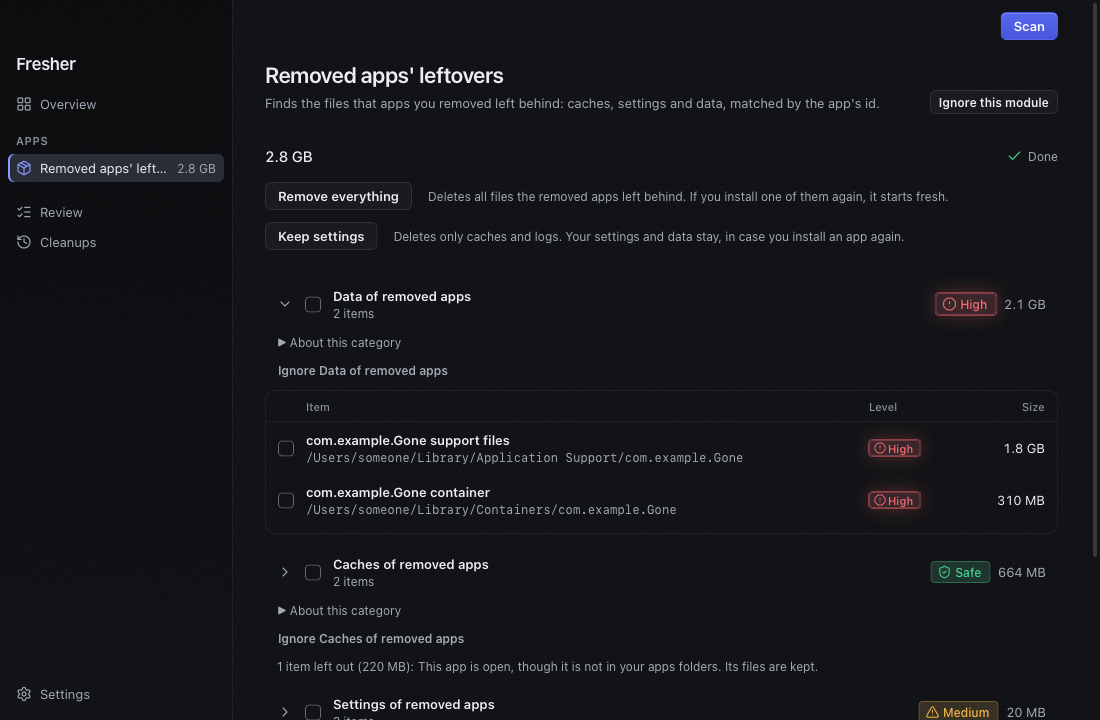 Scan
Fresher
Overview
APPS
Removed apps' left... 2.8 GB
Review
Cleanups
Settings
Removed apps' leftovers
Finds the files that apps you removed left behind: caches, settings and data, matched by the app's id.
Ignore this module
2.8 GB
Done
Remove everything
Deletes all files the removed apps left behind. If you install one of them again, it starts fresh.
Keep settings
Deletes only caches and logs. Your settings and data stay, in case you install an app again.
Data of removed apps
2 items
High 2.1 GB
About this category
Ignore Data of removed apps
Item Level Size
com.example.Gone support files
/Users/someone/Library/Application Support/com.example.Gone
High 1.8 GB
com.example.Gone container
/Users/someone/Library/Containers/com.example.Gone
High 310 MB
Caches of removed apps
2 items
Safe 664 MB
About this category
Ignore Caches of removed apps
1 item left out (220 MB): This app is open, though it is not in your apps folders. Its files are kept.
Settings of removed apps
Medium 20 MB